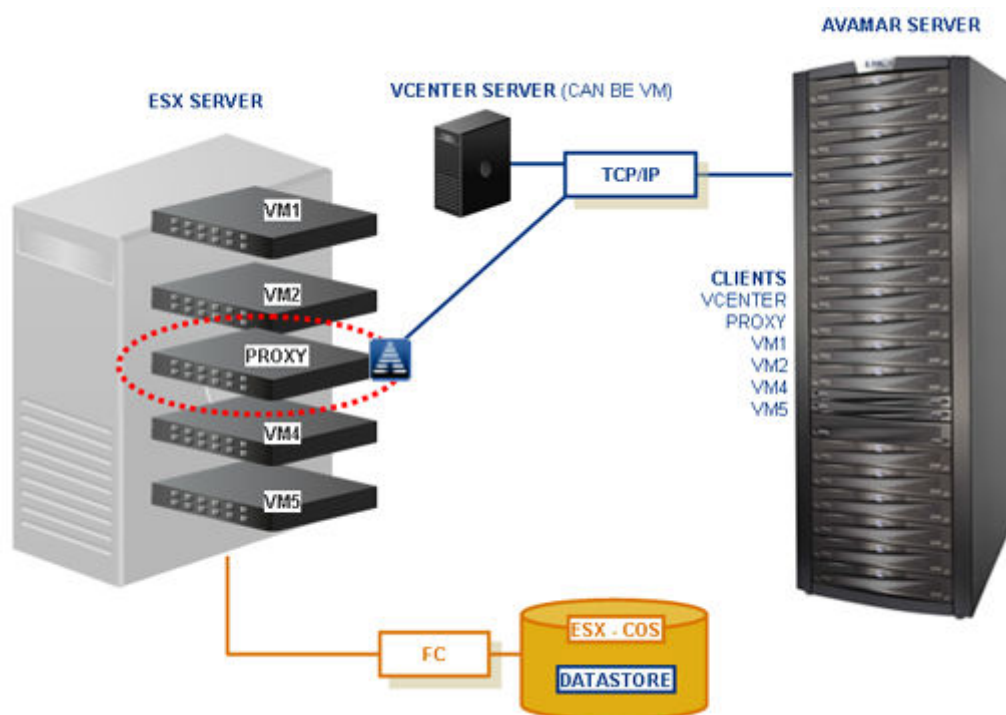 AVAMAR SERVER
ESX SERVER
VCENTER SERVER (CAN BE VM)
VM1
TCP/IP
VM2
CLIENTS
VCENTER
PROXY
VM1
VM2
VM4
VM5
PROXY
VM4
VM5
FC
ESX - COS
DATASTORE